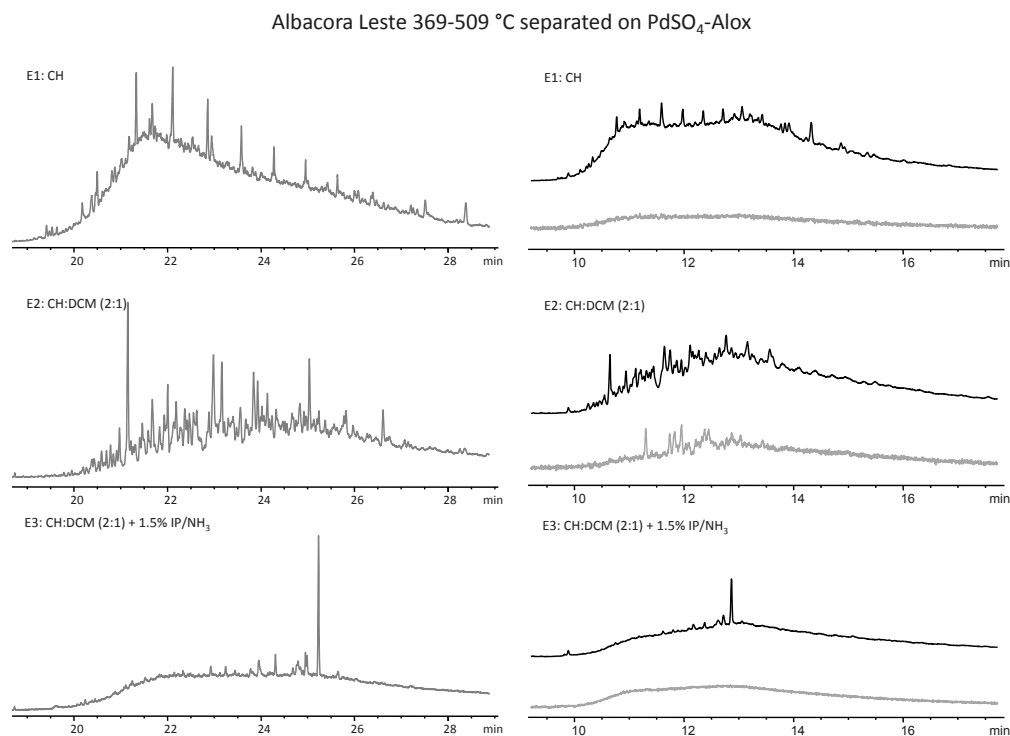 Albacora Leste 369-509 °C separated on PdSO₄-Alox
E1: CH
20 22 24 26 28 min
E1: CH
10 12 14 16 min
E2: CH:DCM (2:1)
20 22 24 26 28 min
E2: CH:DCM (2:1)
10 12 14 16 min
E3: CH:DCM (2:1) + 1.5% IP/NH₃
20 22 24 26 28 min
E3: CH:DCM (2:1) + 1.5% IP/NH₃
10 12 14 16 min